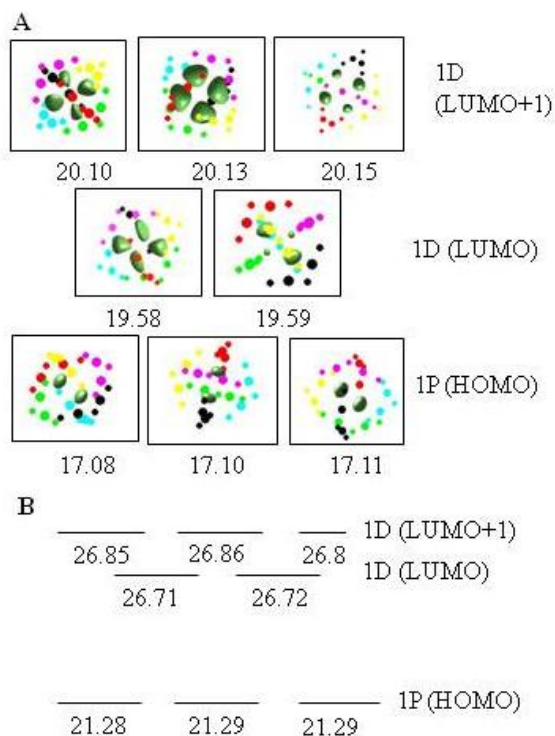 A
1D
(LUMO+1)
20.10 20.13 20.15
1D (LUMO)
19.58 19.59
1P (HOMO)
17.08 17.10 17.11
B
1D (LUMO+1)
26.85 26.86 26.8
1D (LUMO)
26.71 26.72
1P (HOMO)
21.28 21.29 21.29